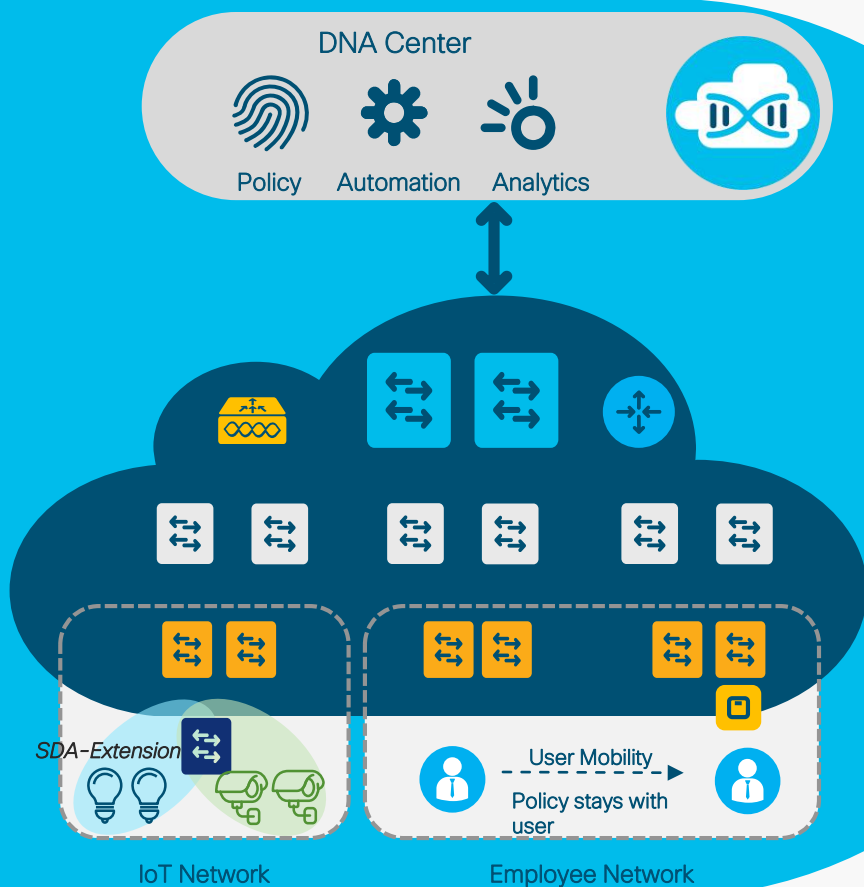 DNA Center
Policy
Automation
Analytics
SDA-Extension
User Mobility
Policy stays with
user
IoT Network
Employee Network